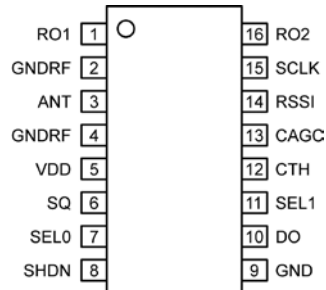 RO1 1 16 RO2
GNDRF 2 15 SCLK
ANT 3 14 RSSI
GNDRF 4 13 CAGC
VDD 5 12 CTH
SQ 6 11 SEL1
SEL0 7 10 DO
SHDN 8 9 GND